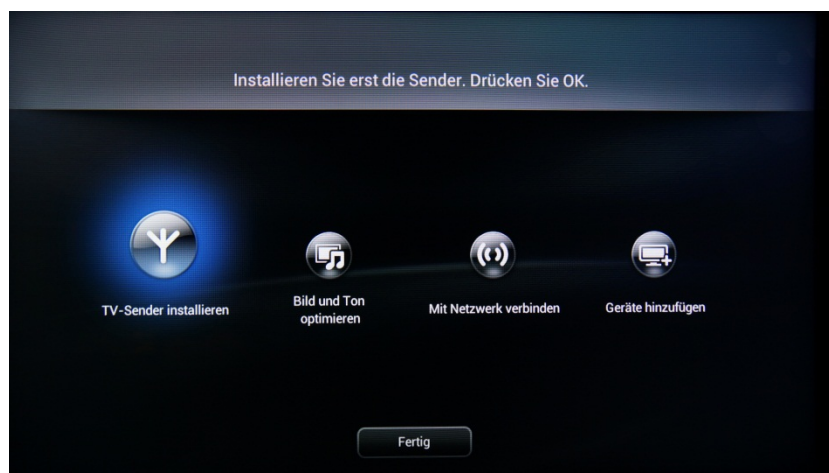 Installieren Sie erst die Sender. Drücken Sie OK.
TV-Sender installieren
Bild und Ton
optimieren
Mit Netzwerk verbinden
Geräte hinzufügen
Fertig